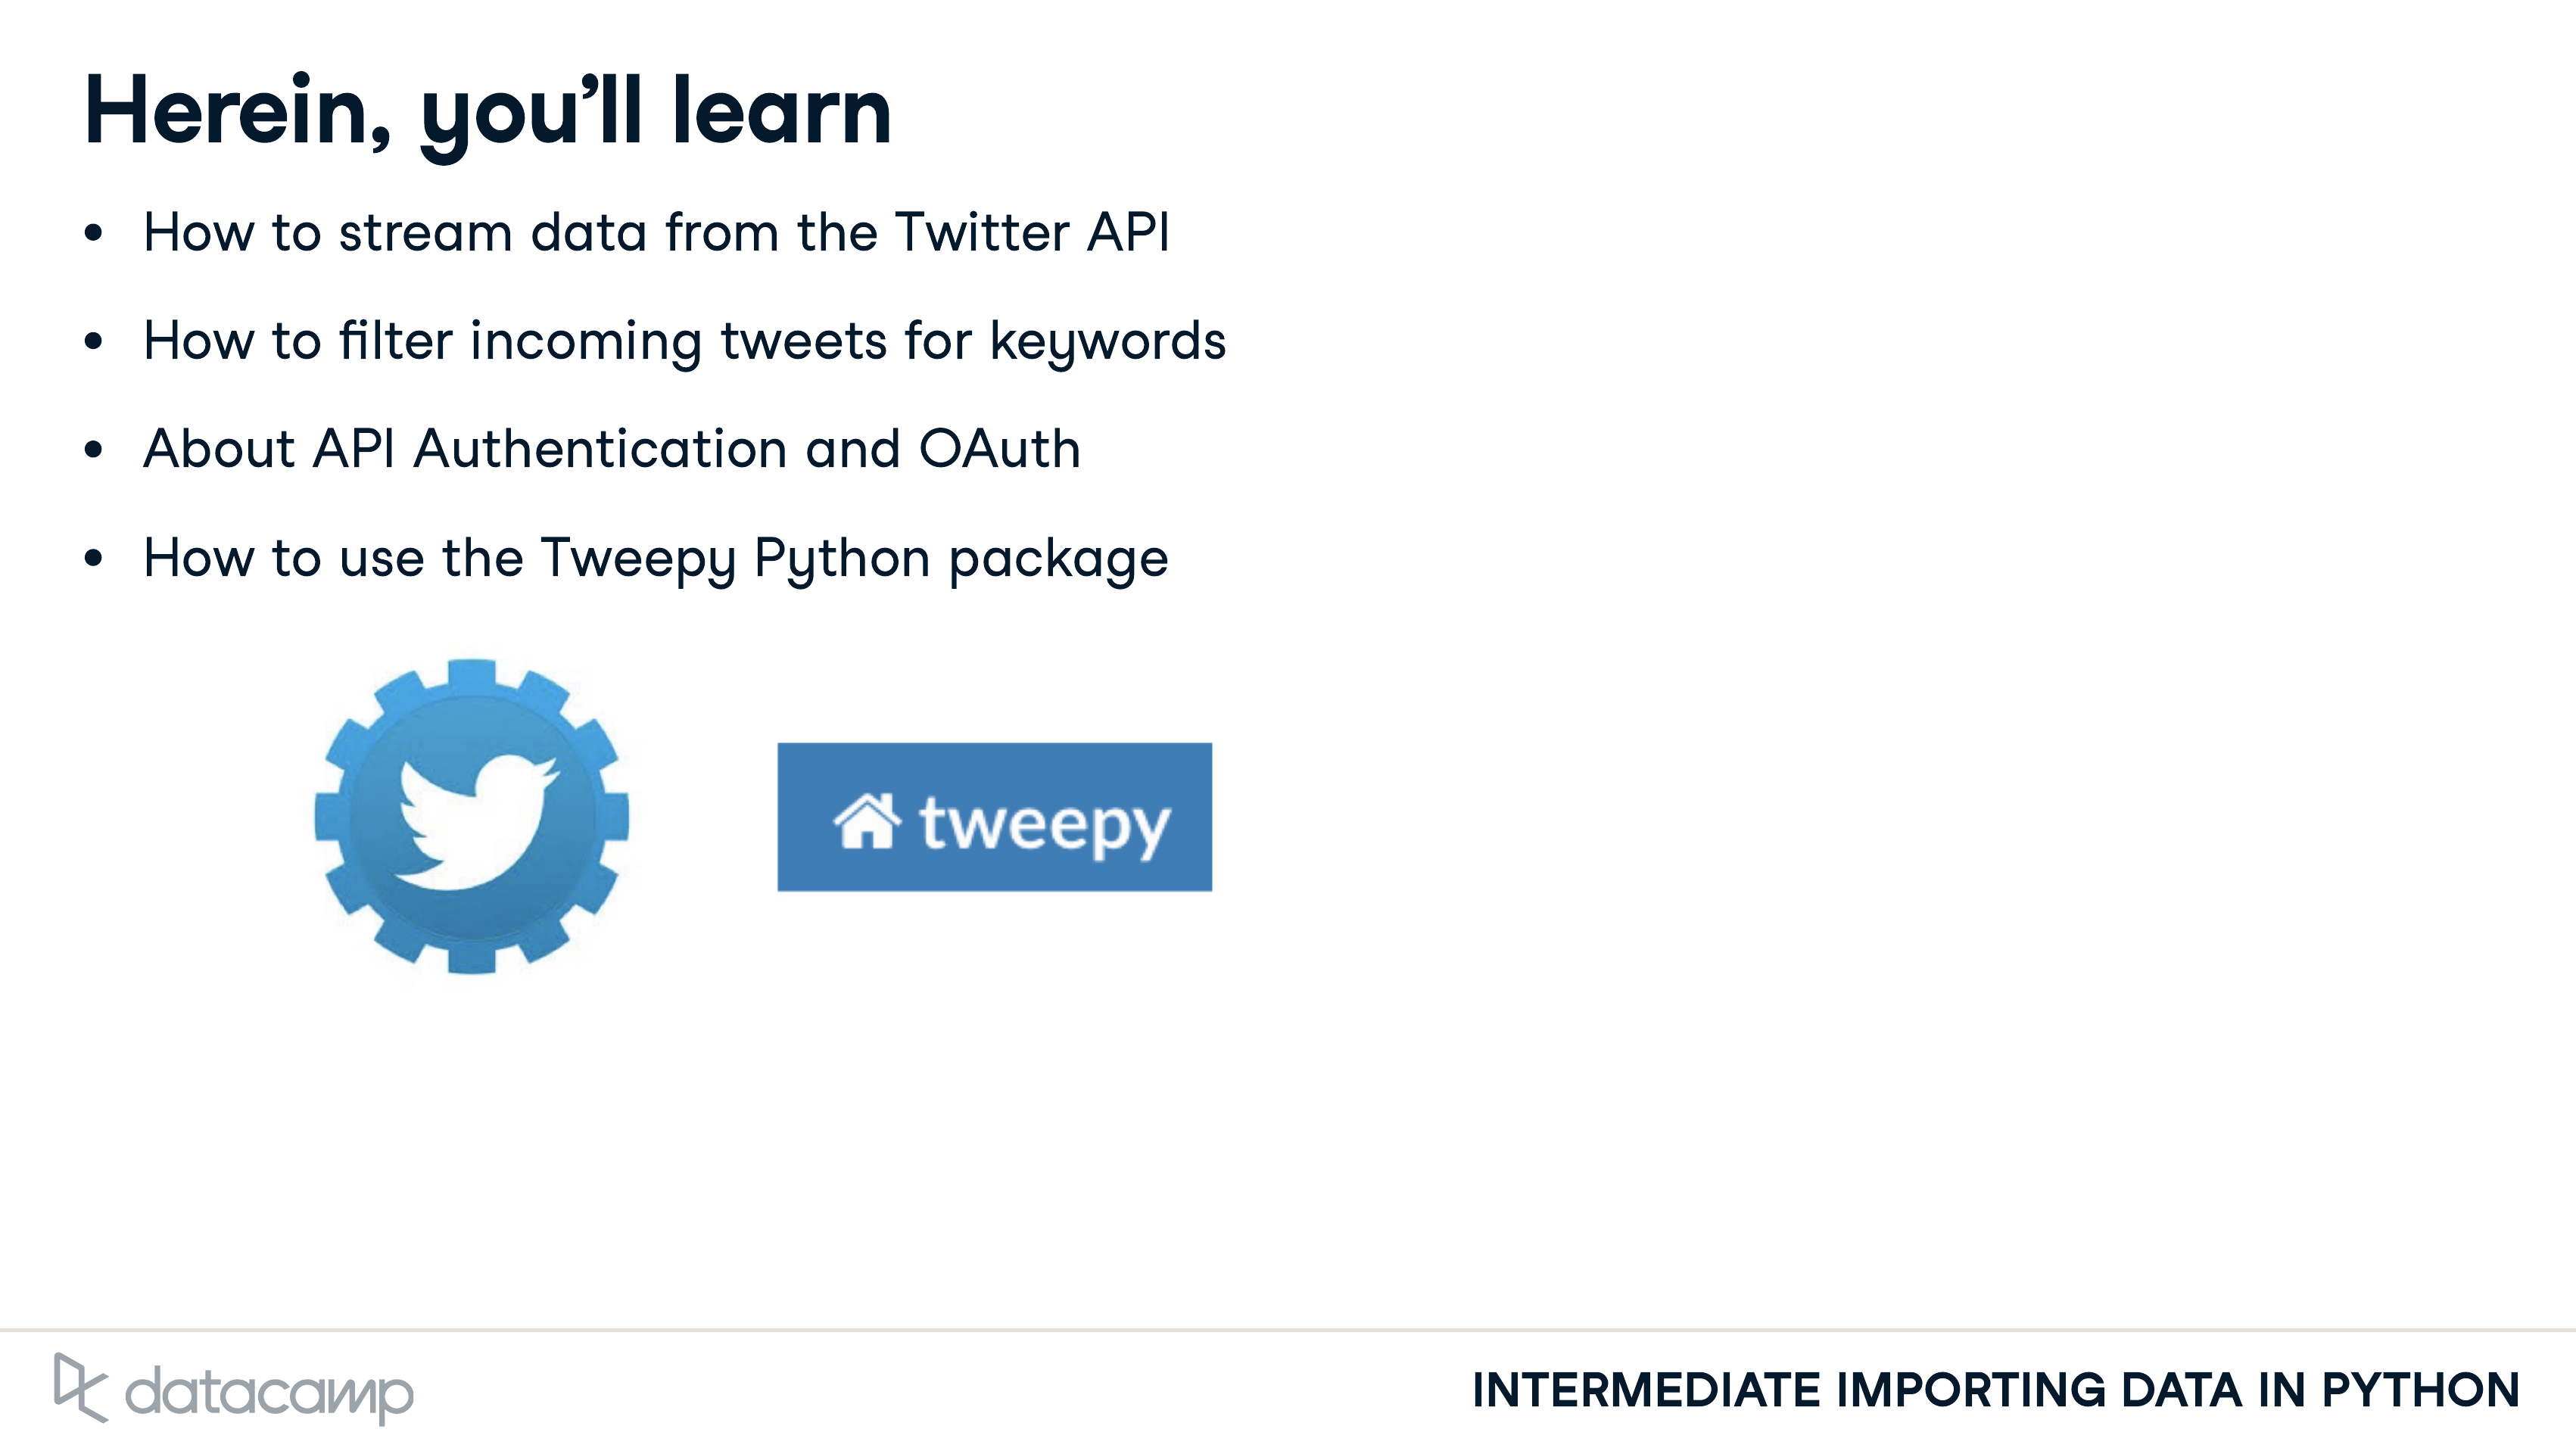 Herein, you’ll learn
• How to stream data from the Twitter API
• How to filter incoming tweets for keywords
• About API Authentication and OAuth
• How to use the Tweepy Python package
tweepy
datacamp
INTERMEDIATE IMPORTING DATA IN PYTHON